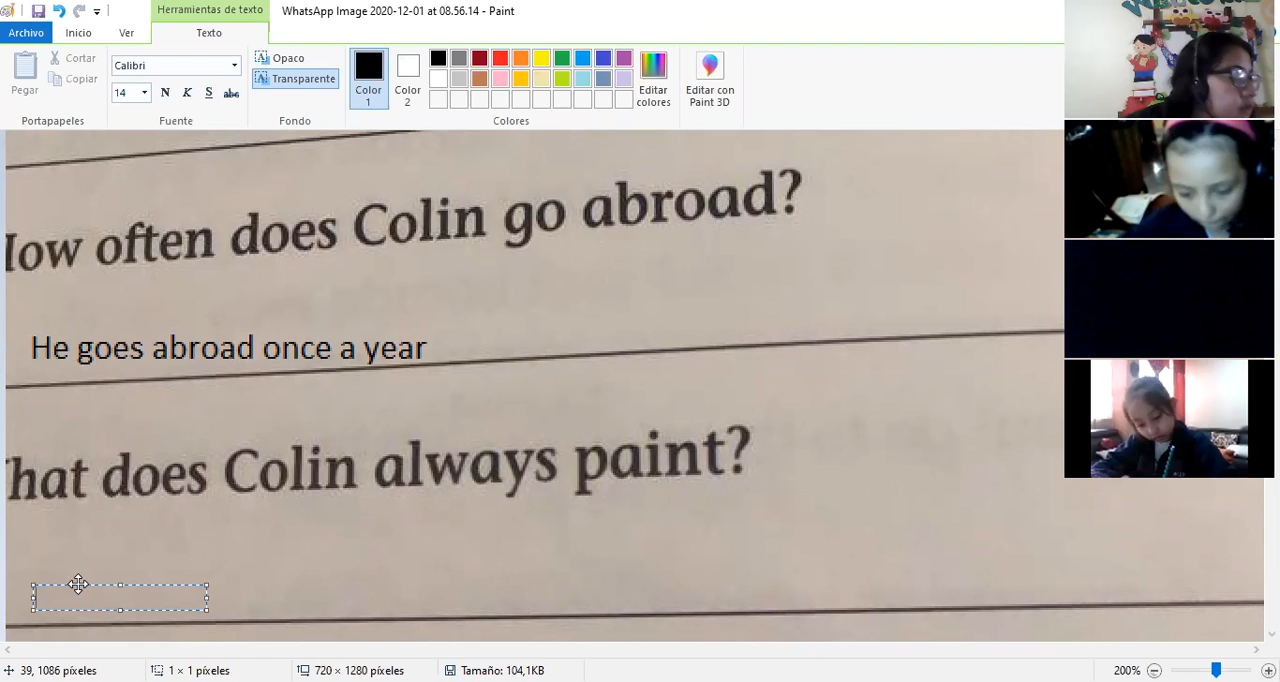 Herramientas de texto
WhatsApp Image 2020-12-01 at 08.56.14 - Paint
Archivo
Inicio
Ver
Texto
Pegar
Cortar
Copiar
Calibri
14
N K S abc
Opaco
Transparente
Color 1
Color 2
Editar colores
Editar con Paint 3D
Portapapeles
Fuente
Fondo
Colores
How often does Colin go abroad?
He goes abroad once a year
What does Colin always paint?
39, 1086 píxeles
1 × 1 píxeles
720 × 1280 píxeles
Tamaño: 104,1KB
200%